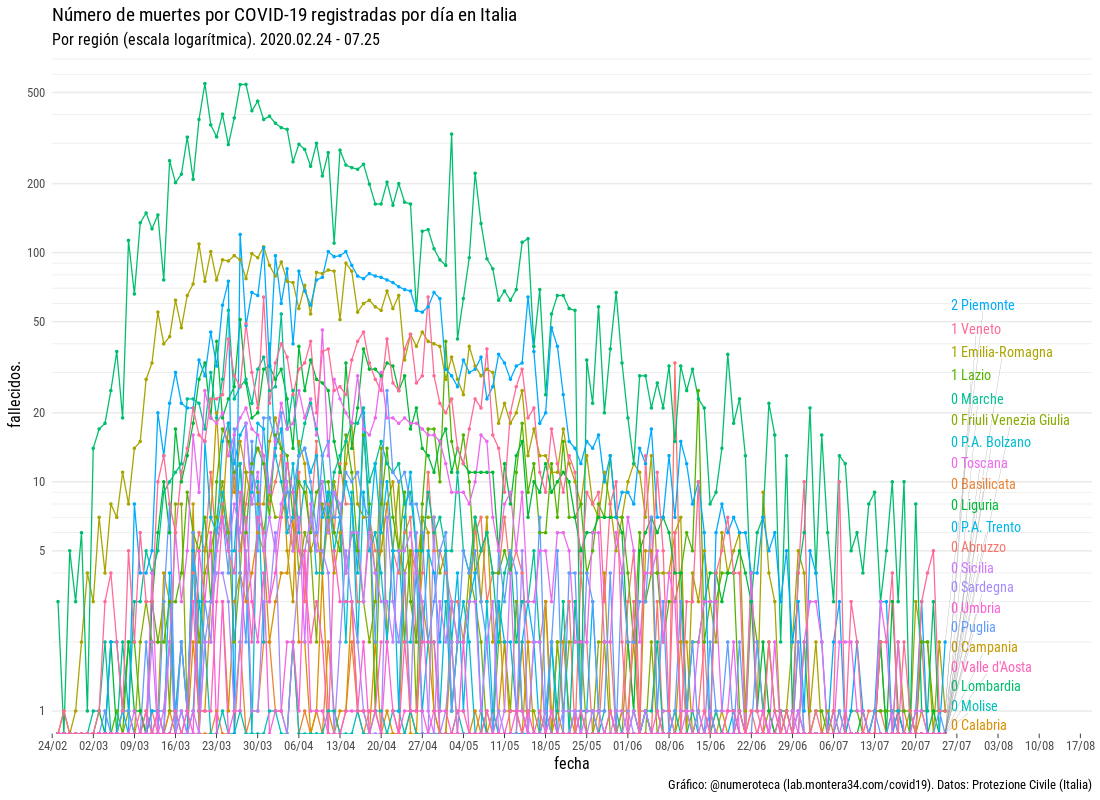 Número de muertes por COVID-19 registradas por día en Italia
Por región (escala logarítmica). 2020.02.24 - 07.25
fallecidos.
500
200
100
50
20
10
5
1
2 Piemonte
1 Veneto
1 Emilia-Romagna
1 Lazio
0 Marche
0 Friuli Venezia Giulia
0 P.A. Bolzano
0 Toscana
0 Basilicata
0 Liguria
0 P.A. Trento
0 Abruzzo
0 Sicilia
0 Sardegna
0 Umbria
0 Puglia
0 Campania
0 Valle d'Aosta
0 Lombardia
0 Molise
0 Calabria
24/02 02/03 09/03 16/03 23/03 30/03 06/04 13/04 20/04 27/04 04/05 11/05 18/05 25/05 01/06 08/06 15/06 22/06 29/06 06/07 13/07 20/07 27/07 03/08 10/08 17/08
fecha
Gráfico: @numeroteca (lab.montera34.com/covid19). Datos: Protezione Civile (Italia)